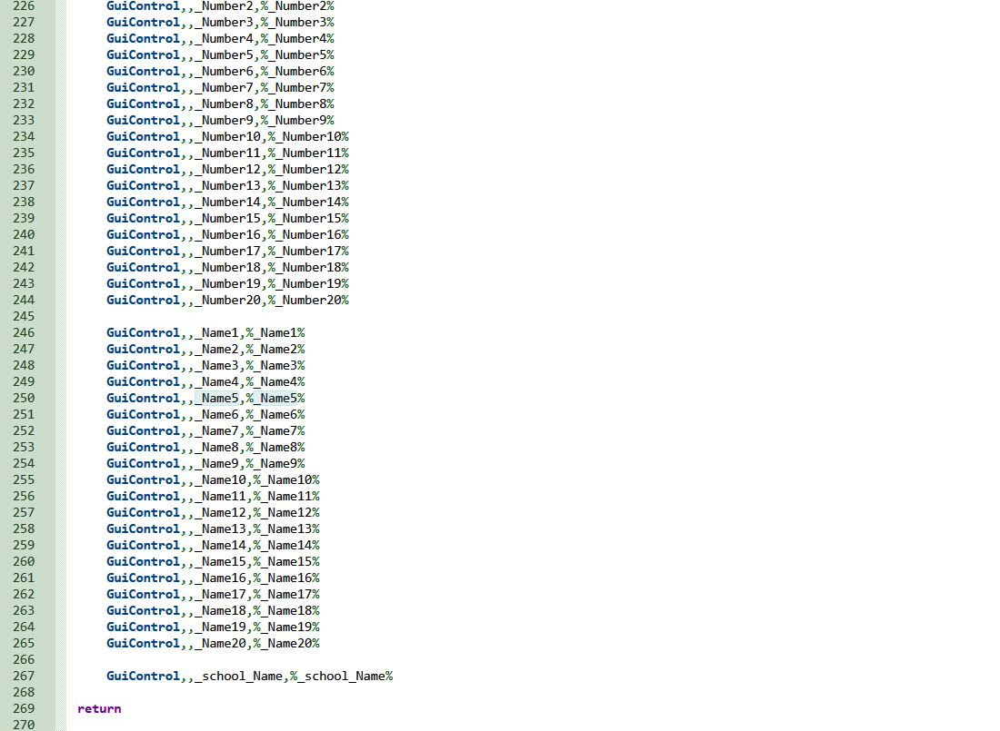 226 GuiControl,,_Number2,%_Number2%
227 GuiControl,,_Number3,%_Number3%
228 GuiControl,,_Number4,%_Number4%
229 GuiControl,,_Number5,%_Number5%
230 GuiControl,,_Number6,%_Number6%
231 GuiControl,,_Number7,%_Number7%
232 GuiControl,,_Number8,%_Number8%
233 GuiControl,,_Number9,%_Number9%
234 GuiControl,,_Number10,%_Number10%
235 GuiControl,,_Number11,%_Number11%
236 GuiControl,,_Number12,%_Number12%
237 GuiControl,,_Number13,%_Number13%
238 GuiControl,,_Number14,%_Number14%
239 GuiControl,,_Number15,%_Number15%
240 GuiControl,,_Number16,%_Number16%
241 GuiControl,,_Number17,%_Number17%
242 GuiControl,,_Number18,%_Number18%
243 GuiControl,,_Number19,%_Number19%
244 GuiControl,,_Number20,%_Number20%
245
246 GuiControl,,_Name1,%_Name1%
247 GuiControl,,_Name2,%_Name2%
248 GuiControl,,_Name3,%_Name3%
249 GuiControl,,_Name4,%_Name4%
250 GuiControl,,_Name5,%_Name5%
251 GuiControl,,_Name6,%_Name6%
252 GuiControl,,_Name7,%_Name7%
253 GuiControl,,_Name8,%_Name8%
254 GuiControl,,_Name9,%_Name9%
255 GuiControl,,_Name10,%_Name10%
256 GuiControl,,_Name11,%_Name11%
257 GuiControl,,_Name12,%_Name12%
258 GuiControl,,_Name13,%_Name13%
259 GuiControl,,_Name14,%_Name14%
260 GuiControl,,_Name15,%_Name15%
261 GuiControl,,_Name16,%_Name16%
262 GuiControl,,_Name17,%_Name17%
263 GuiControl,,_Name18,%_Name18%
264 GuiControl,,_Name19,%_Name19%
265 GuiControl,,_Name20,%_Name20%
266
267 GuiControl,,_school_Name,%_school_Name%
268
269 return
270